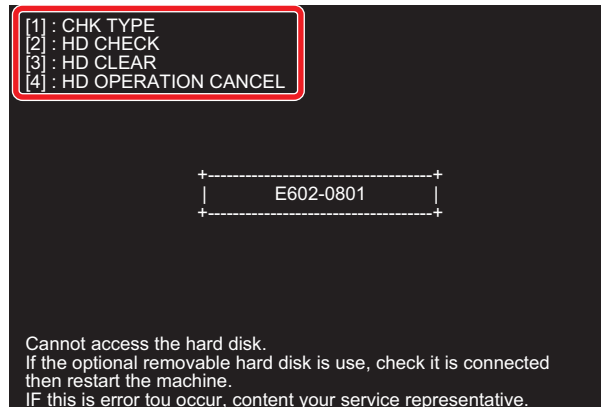 [1] : CHK TYPE
[2] : HD CHECK
[3] : HD CLEAR
[4] : HD OPERATION CANCEL
+------------------------------------+
| E602-0801 |
+------------------------------------+
Cannot access the hard disk.
If the optional removable hard disk is use, check it is connected
then restart the machine.
IF this is error tou occur, content your service representative.